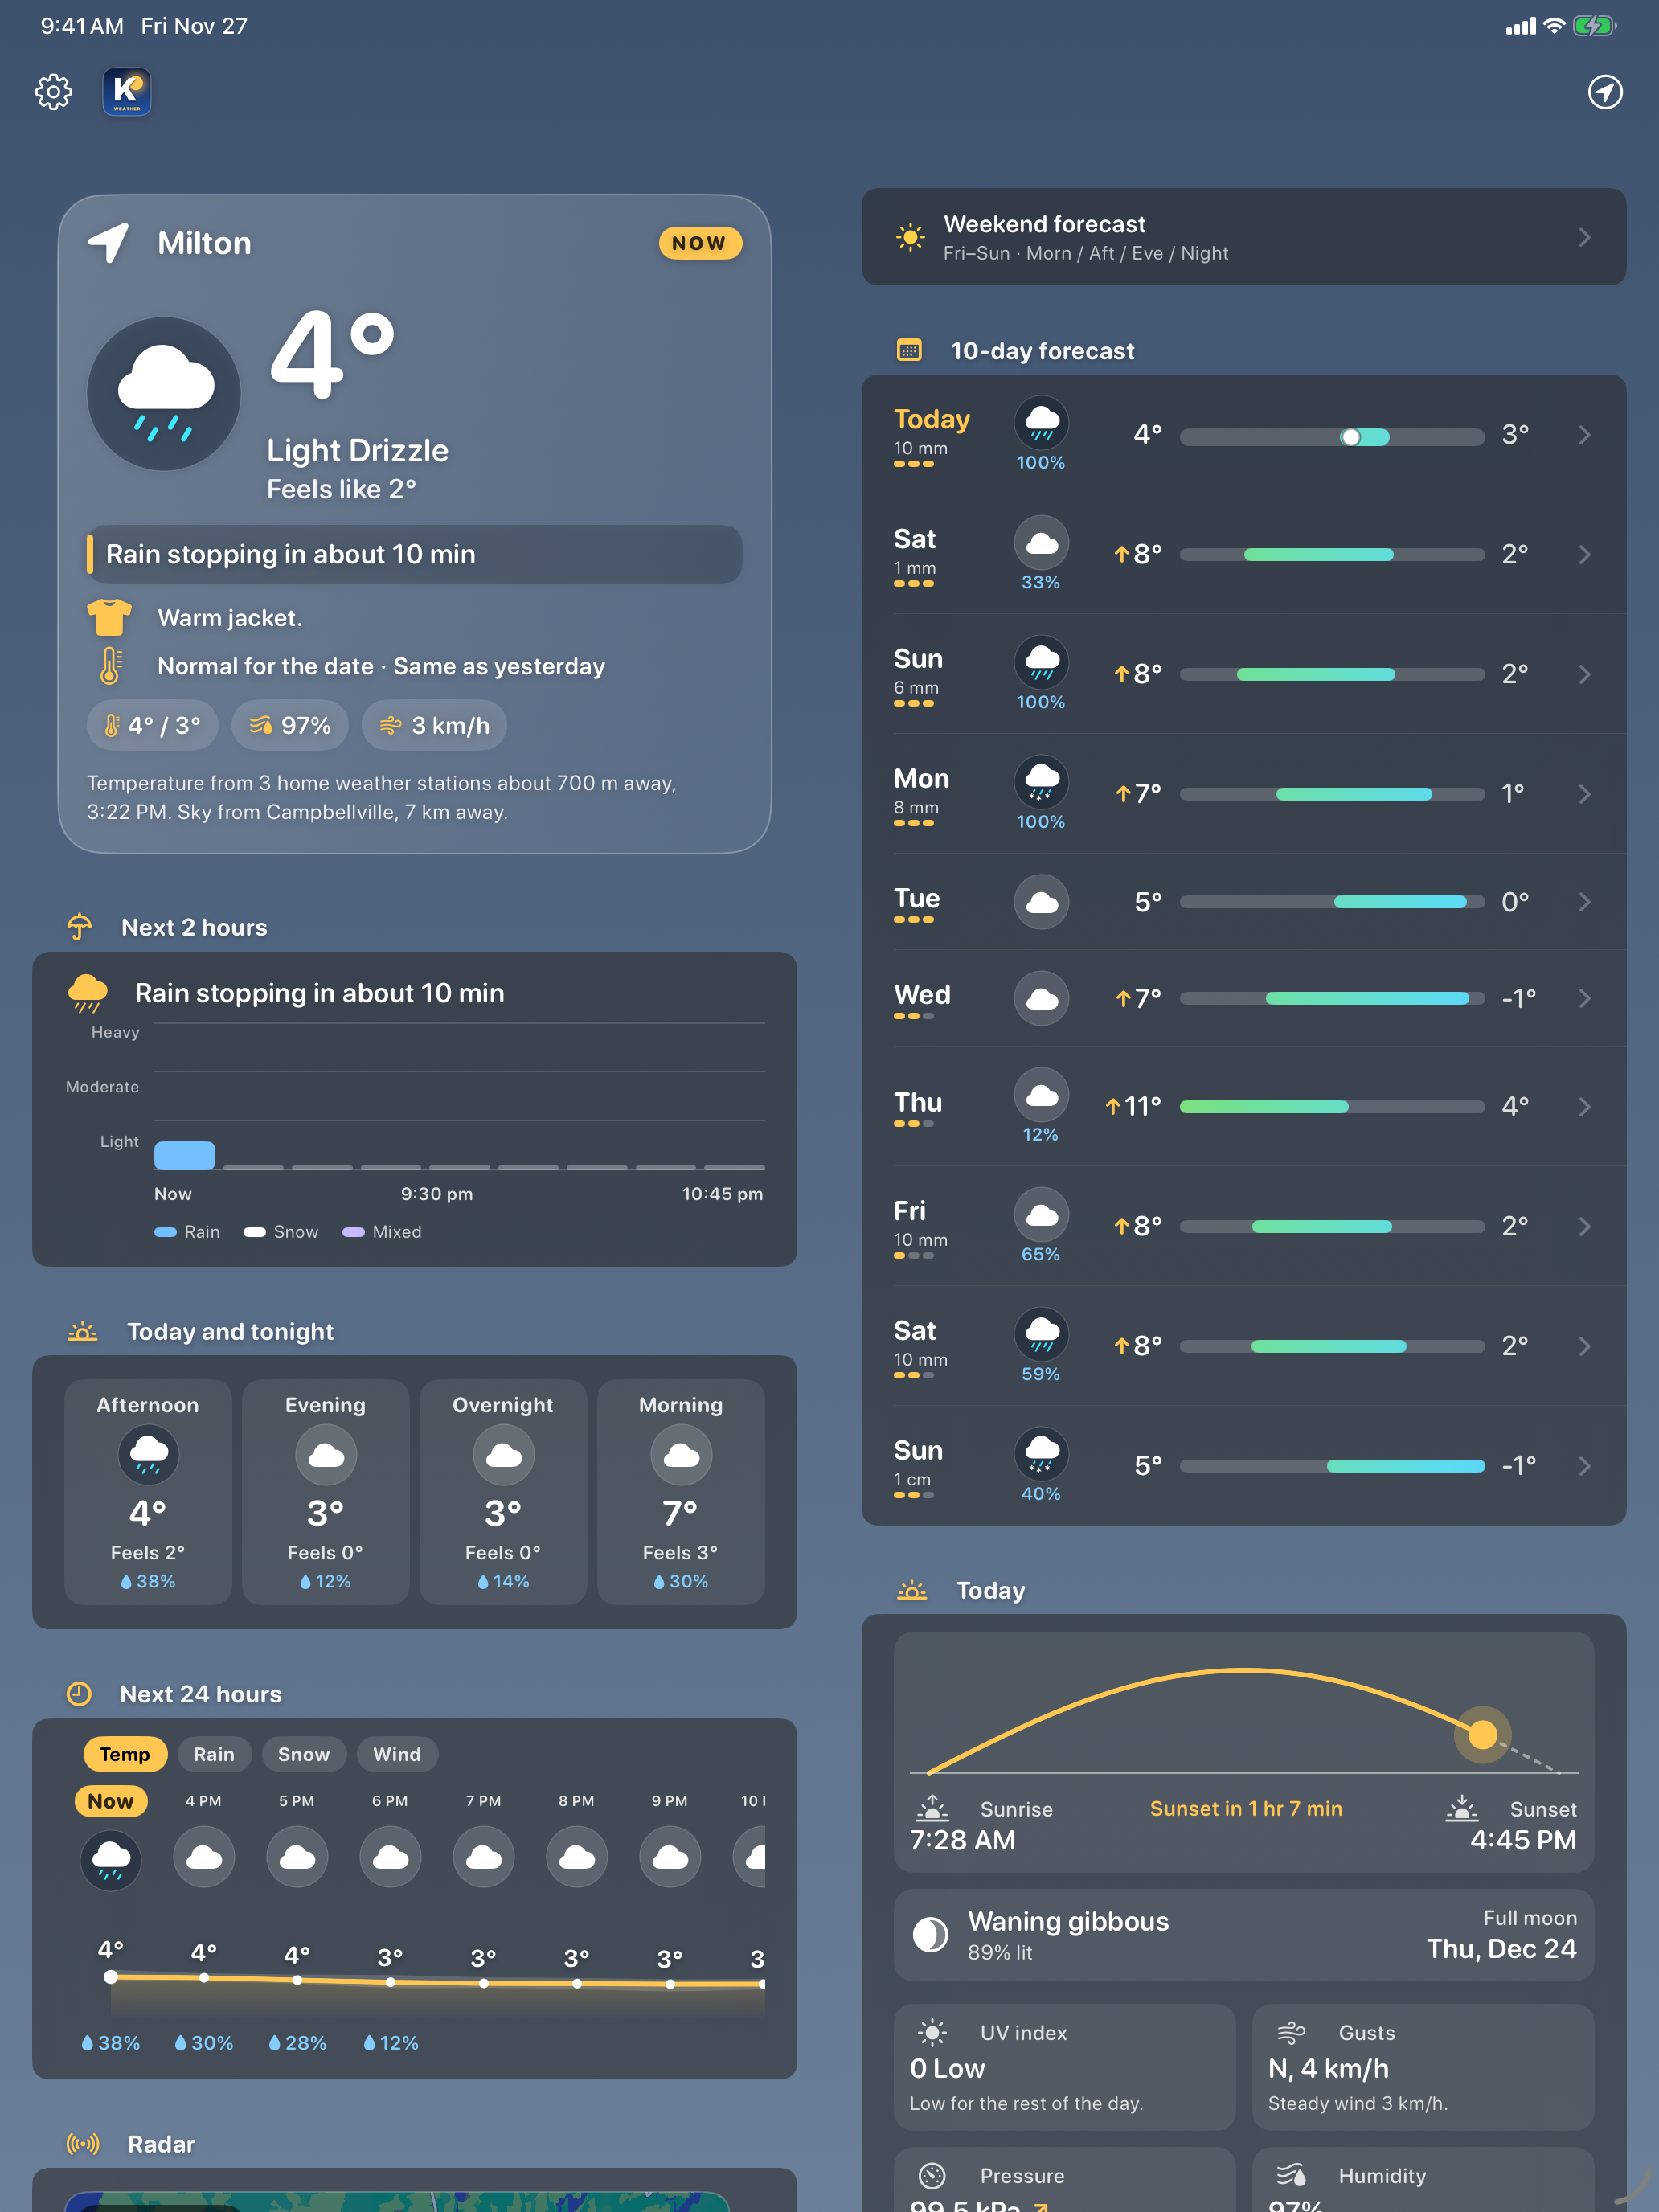 9:41 AM Fri Nov 27
K
WEATHER
Milton
NOW
4°
Light Drizzle
Feels like 2°
Rain stopping in about 10 min
Warm jacket.
Normal for the date · Same as yesterday
4° / 3°
97%
3 km/h
Temperature from 3 home weather stations about 700 m away,
3:22 PM. Sky from Campbellville, 7 km away.
Next 2 hours
Rain stopping in about 10 min
Heavy
Moderate
Light
Now 9:30 pm 10:45 pm
Rain Snow Mixed
Today and tonight
Afternoon Evening Overnight Morning
4° 3° 3° 7°
Feels 2° Feels 0° Feels 0° Feels 3°
38% 12% 14% 30%
Next 24 hours
Temp Rain Snow Wind
Now 4 PM 5 PM 6 PM 7 PM 8 PM 9 PM 10
4° 4° 4° 3° 3° 3° 3° 3
38% 30% 28% 12%
Radar
Weekend forecast
Fri–Sun · Morn / Aft / Eve / Night
10-day forecast
Today
10 mm
100%
4° 3°
Sat
1 mm
33%
↑8° 2°
Sun
6 mm
100%
↑8° 2°
Mon
8 mm
100%
↑7° 1°
Tue
5° 0°
Wed
↑7° -1°
Thu
12%
↑11° 4°
Fri
10 mm
65%
↑8° 2°
Sat
10 mm
59%
↑8° 2°
Sun
1 cm
40%
5° -1°
Today
Sunrise
7:28 AM
Sunset in 1 hr 7 min
Sunset
4:45 PM
Waning gibbous
89% lit
Full moon
Thu, Dec 24
UV index
0 Low
Low for the rest of the day.
Gusts
N, 4 km/h
Steady wind 3 km/h.
Pressure
99.5 kPa
Humidity
97%